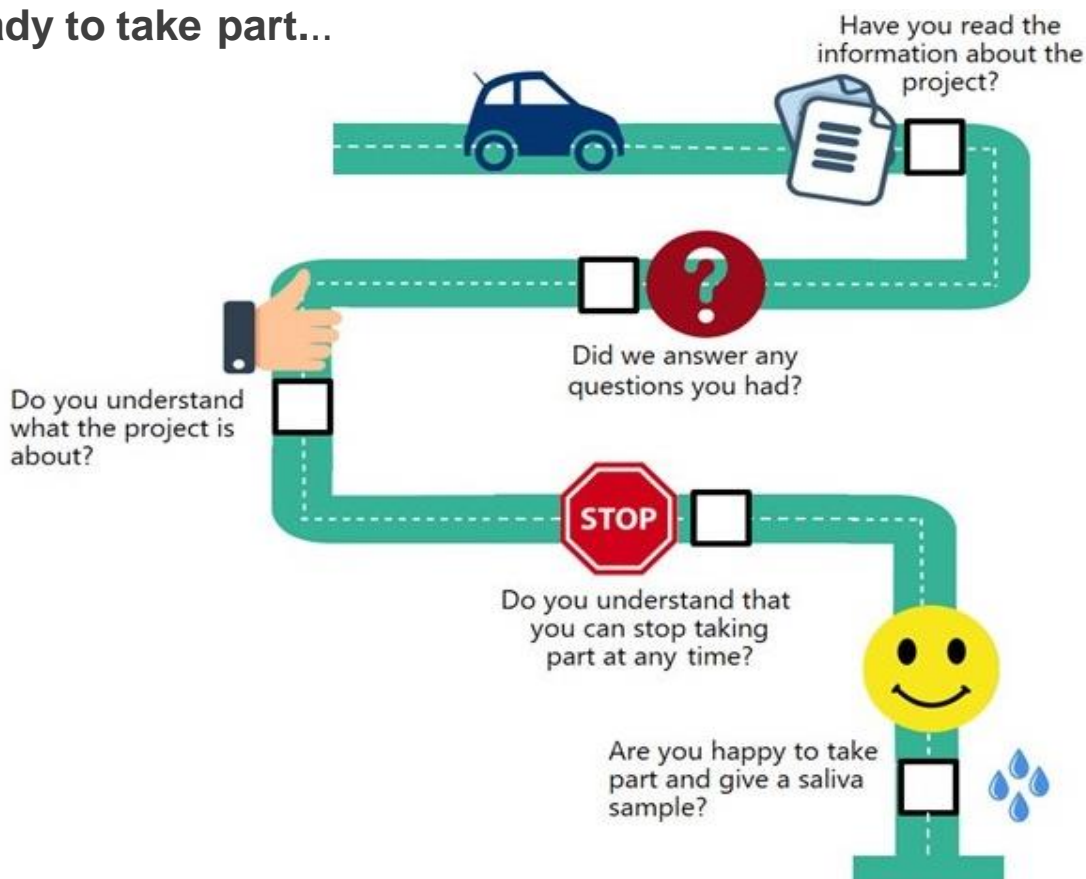 ady to take part...
Have you read the
information about the
project?
Did we answer any
questions you had?
Do you understand
what the project is
about?
STOP
Do you understand that
you can stop taking
part at any time?
Are you happy to take
part and give a saliva
sample?